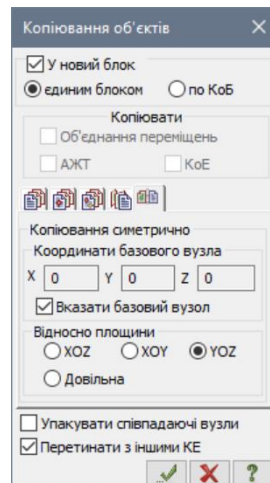 Копіювання об'єктів
У новий блок
єдиним блоком по КоБ
Копіювати
Об'єднання переміщень
АЖТ КоЕ
Копіювання симетрично
Координати базового вузла
X 0 Y 0 Z 0
Вказати базовий вузол
Відносно площини
XOZ XOY YOZ
Довільна
Упакувати співпадаючі вузли
Перетинати з іншими КЕ
?